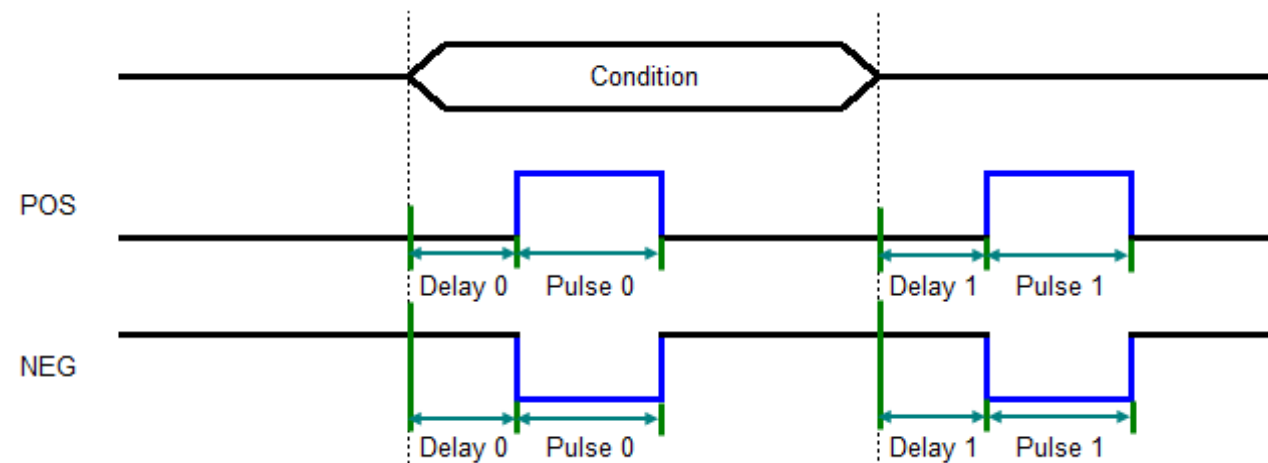 Condition
POS
Delay 0 Pulse 0 Delay 1 Pulse 1
NEG
Delay 0 Pulse 0 Delay 1 Pulse 1